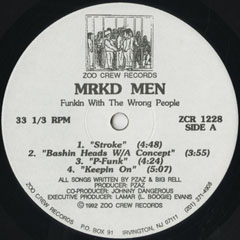 ZOO CREW RECORDS
MRKD MEN
Funkin With The Wrong People
33 1/3 RPM
ZCR 1228
SIDE A
1. "Stroke" (4:48)
2. "Bashin Heads W/A Concept" (3:55)
3. "P-Funk" (4:24)
4. "Keepin On" (5:07)
ALL SONGS WRITTEN BY PZAZ & BIG RELL
PRODUCER: PZAZ
CO-PRODUCER: JOHNNY DANGEROUS
EXECUTIVE PRODUCER: LAMAR (L. BOOGIE) EVANS
©1992 ZOO CREW RECORDS
P.O. BOX 91 IRVINGTON, NJ 07111 (201) 371-4269